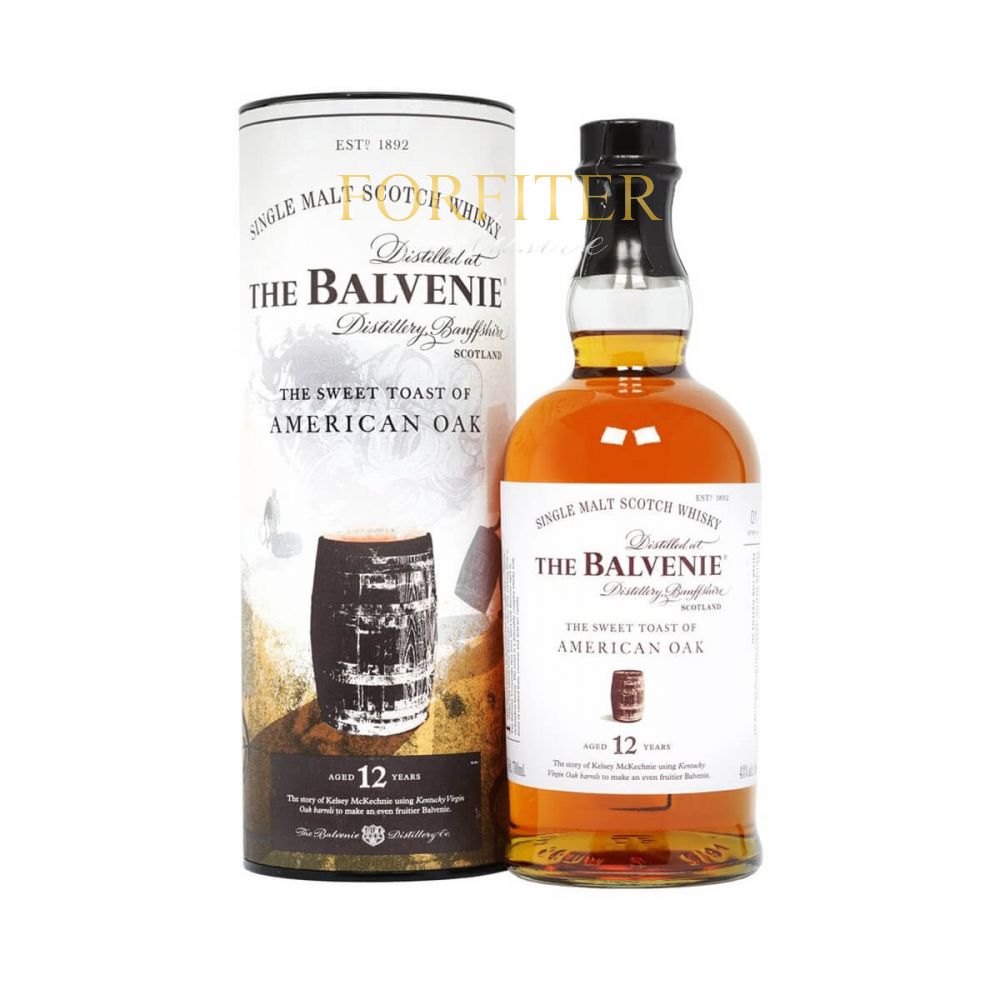 ESTD 1892
SINGLE MALT SCOTCH WHISKY
Distilled at
THE BALVENIE®
Distillery, Banffshire
SCOTLAND
THE SWEET TOAST OF
AMERICAN OAK
AGED 12 YEARS
The story of Kelsey McKechnie using Kentucky Virgin
Oak barrels to make an even fruitier Balvenie.
The Balvenie Distillery Co.
FORFEITER
ESTD 1892
SINGLE MALT SCOTCH WHISKY
Distilled at
THE BALVENIE®
Distillery, Banffshire
SCOTLAND
THE SWEET TOAST OF
AMERICAN OAK
AGED 12 YEARS
The story of Kelsey McKechnie using Kentucky
Virgin Oak barrels to make an even fruitier Balvenie.
700mL